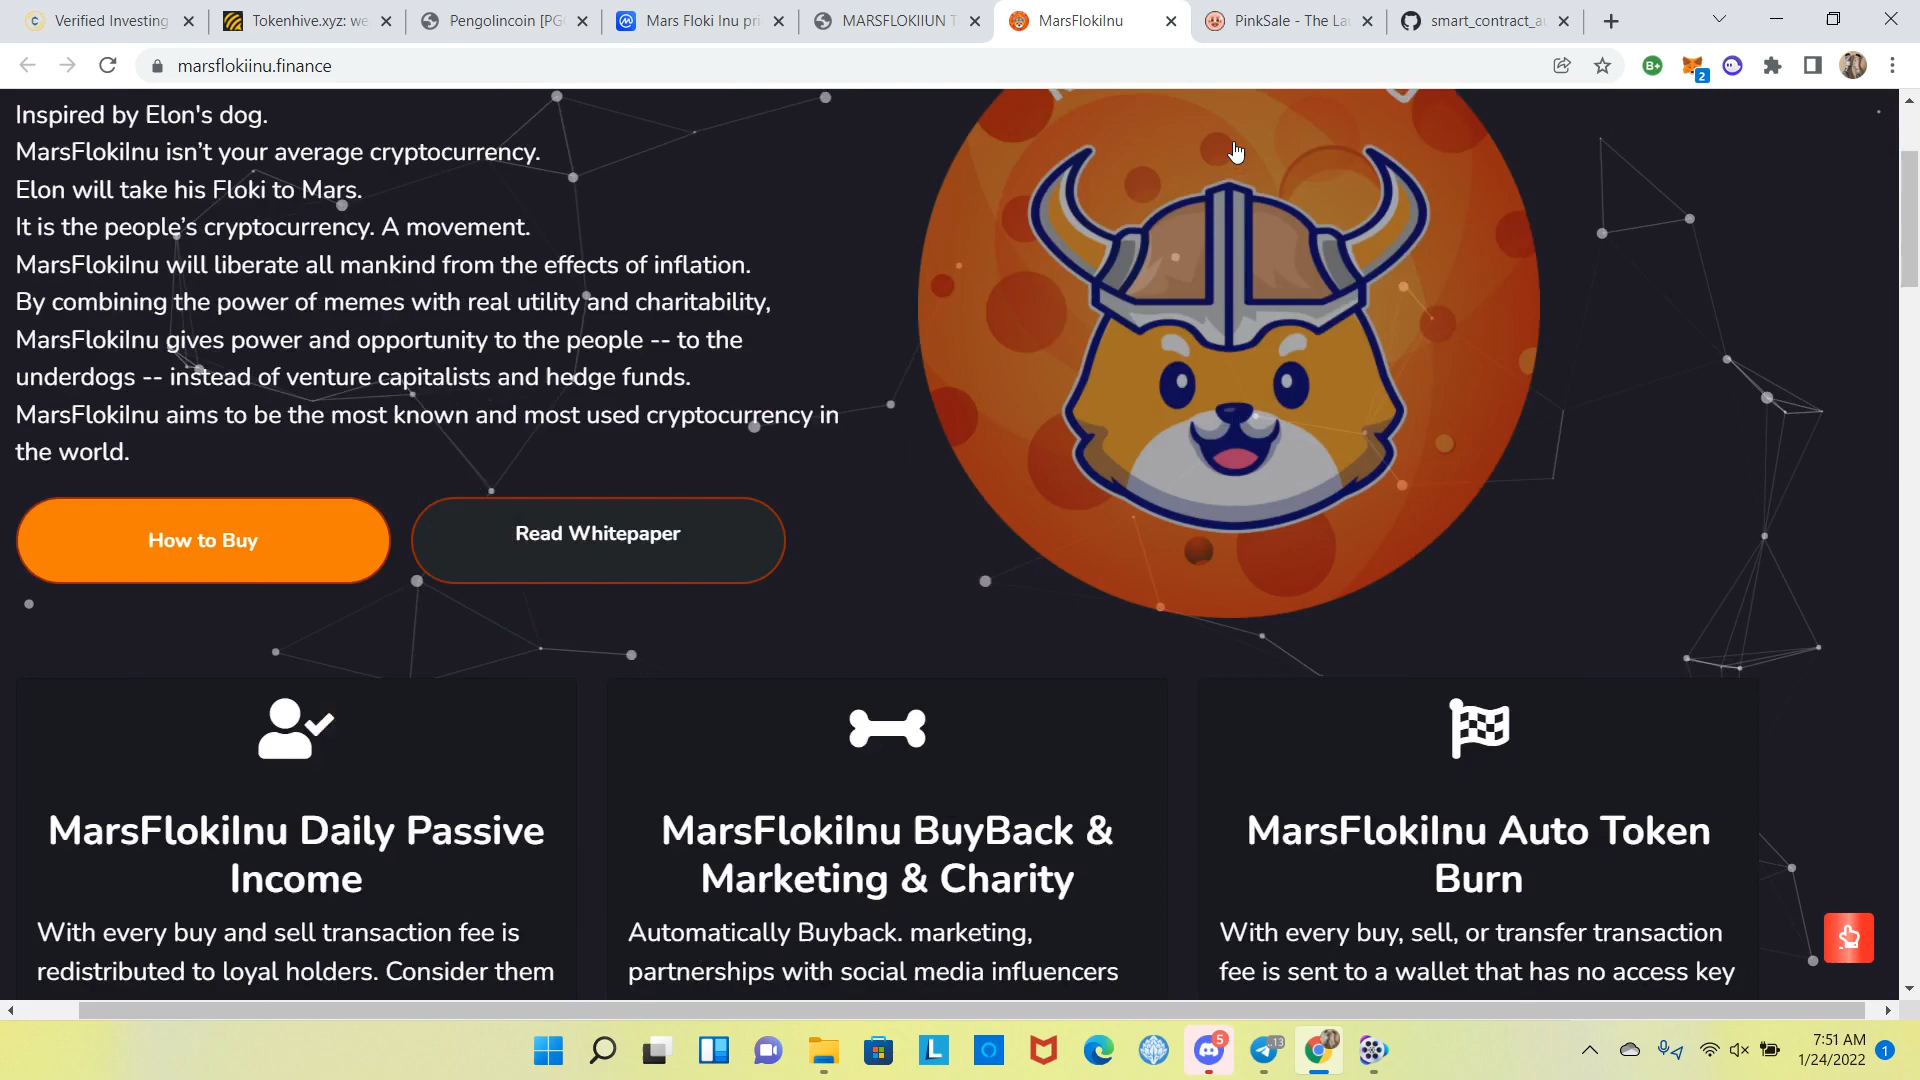 Verified Investing
Tokenhive.xyz: we
Pengolincoin [PG
Mars Floki Inu pri
MARSFLOKIIUN T
MarsFlokiInu
PinkSale - The La
smart_contract_a
marsflokiinu.finance
B+
2
Inspired by Elon's dog.
MarsFlokiInu isn’t your average cryptocurrency.
Elon will take his Floki to Mars.
It is the people’s cryptocurrency. A movement.
MarsFlokiInu will liberate all mankind from the effects of inflation.
By combining the power of memes with real utility and charitability,
MarsFlokiInu gives power and opportunity to the people -- to the
underdogs -- instead of venture capitalists and hedge funds.
MarsFlokiInu aims to be the most known and most used cryptocurrency in
the world.
How to Buy
Read Whitepaper
MarsFlokiInu Daily Passive
Income
With every buy and sell transaction fee is
redistributed to loyal holders. Consider them
MarsFlokiInu BuyBack &
Marketing & Charity
Automatically Buyback. marketing,
partnerships with social media influencers
MarsFlokiInu Auto Token
Burn
With every buy, sell, or transfer transaction
fee is sent to a wallet that has no access key
L
5
13
7:51 AM
1/24/2022
1